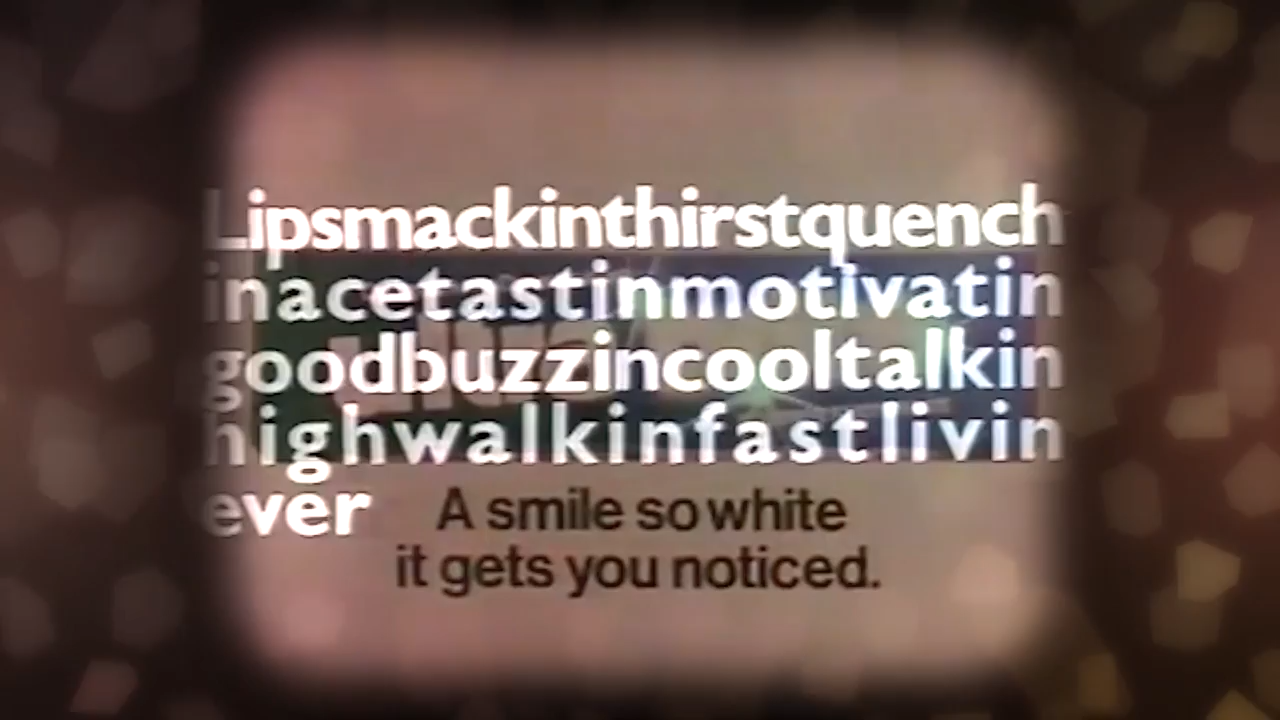 Lipsmackinthirstquench
inacetastinmotivatin
goodbuzzincooltalkin
highwalkinfastlivin
ever
A smile so white
it gets you noticed.